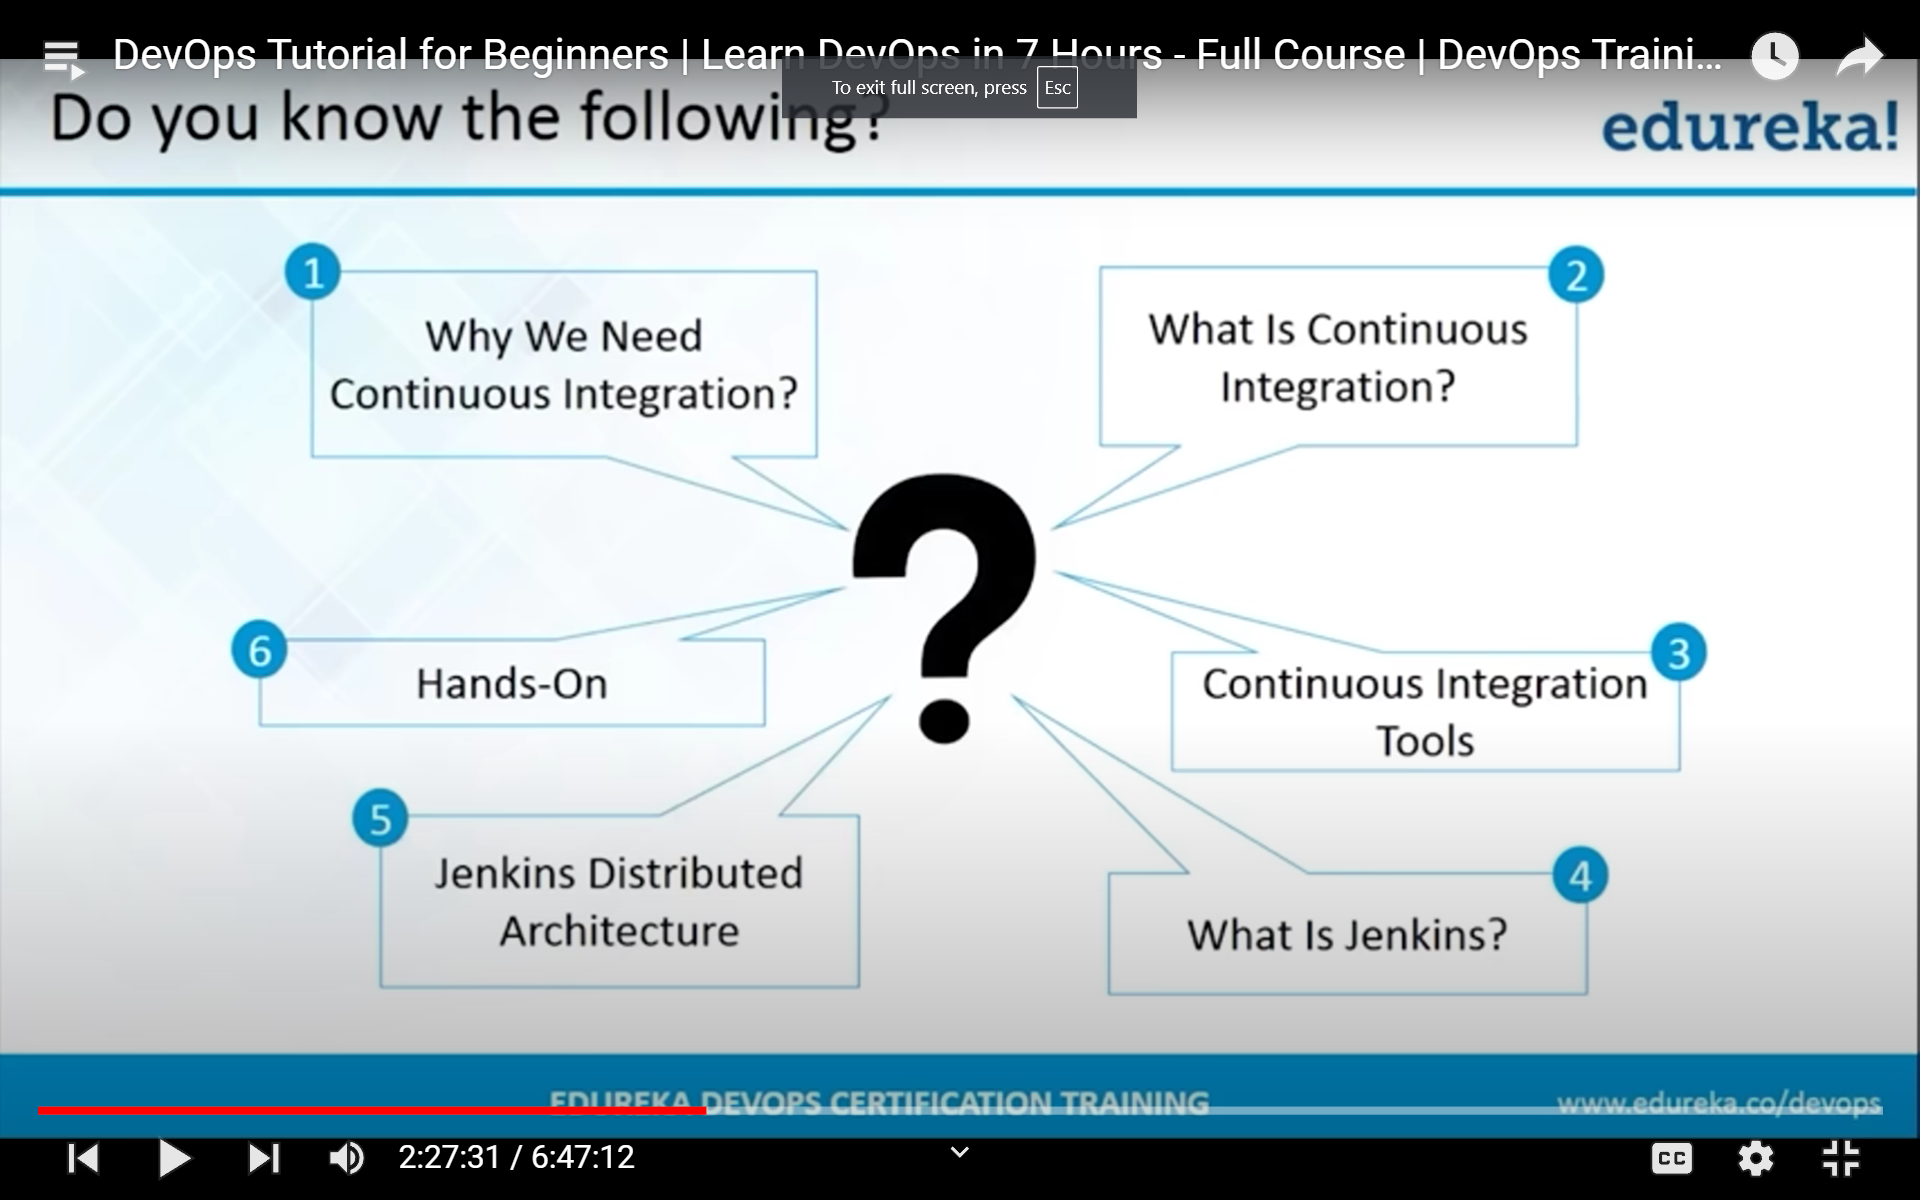 DevOps Tutorial for Beginners | Learn DevOps in 7 Hours - Full Course | DevOps Traini...
To exit full screen, press Esc
Do you know the following?
edureka!
1
Why We Need
Continuous Integration?
2
What Is Continuous
Integration?
6
Hands-On
3
Continuous Integration
Tools
5
Jenkins Distributed
Architecture
4
What Is Jenkins?
?
EDUREKA DEVOPS CERTIFICATION TRAINING
www.edureka.co/devops
2:27:31 / 6:47:12
CC